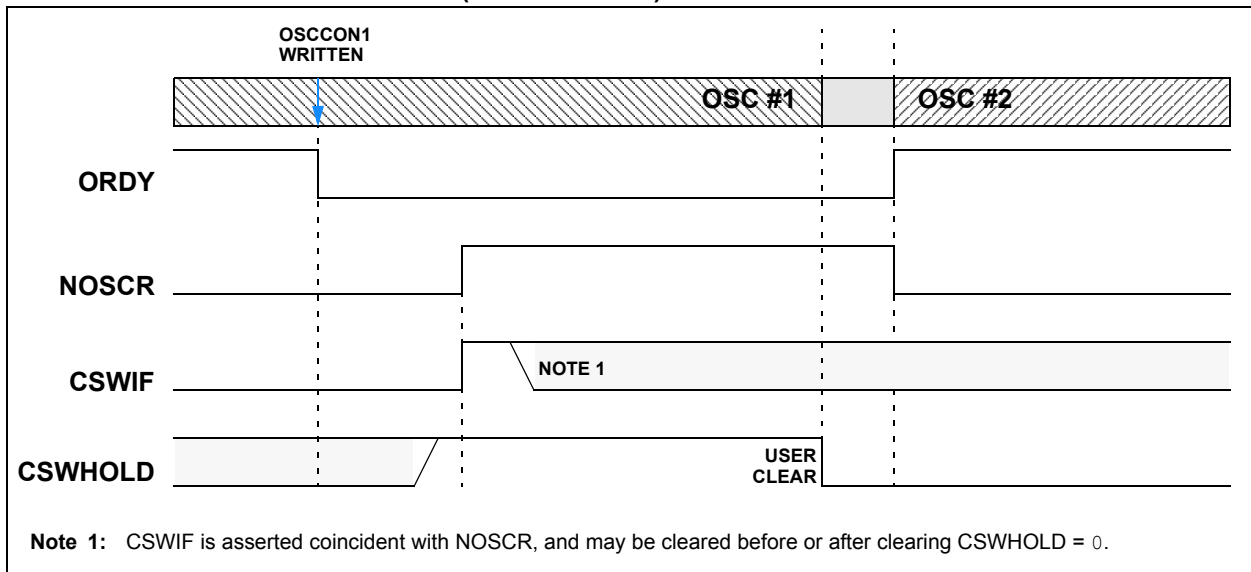 OSCCON1
WRITTEN
OSC #1
OSC #2
ORDY
NOSCR
CSWIF
NOTE 1
CSWHOLD
USER
CLEAR
Note 1: CSWIF is asserted coincident with NOSCR, and may be cleared before or after clearing CSWHOLD = 0.